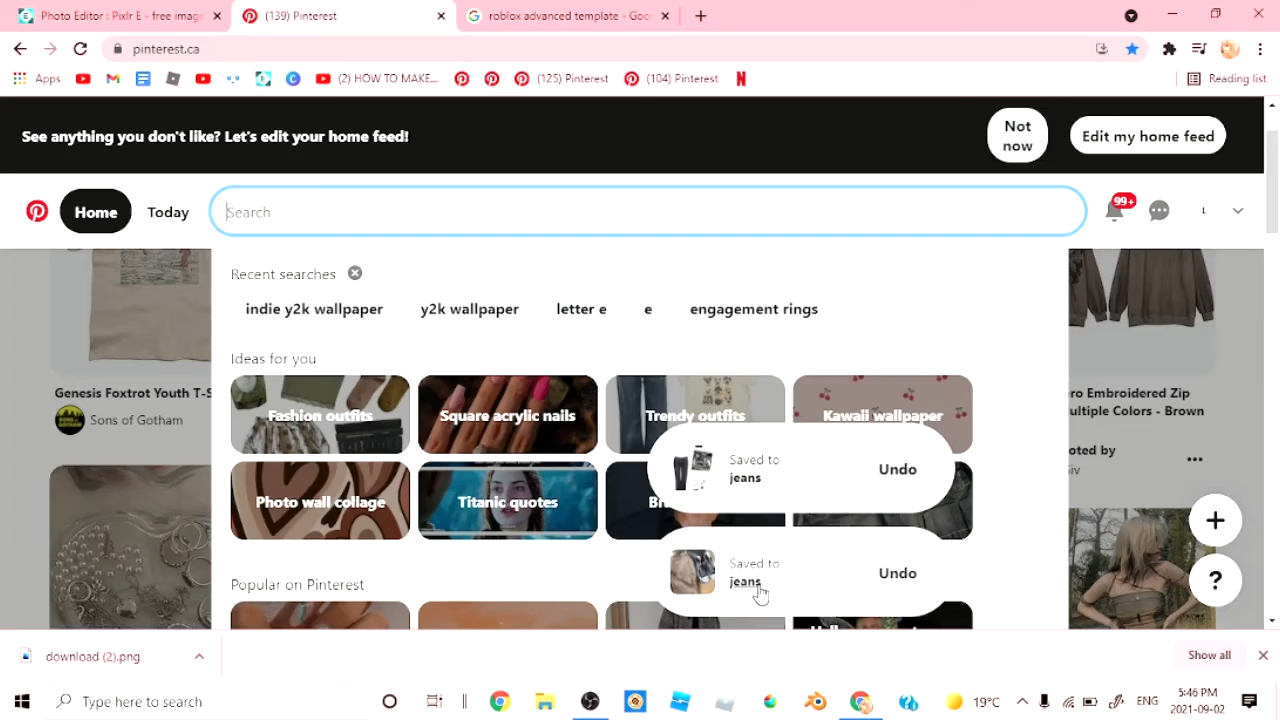 Photo Editor : Pixlr E - free image
(139) Pinterest
roblox advanced template - Goo
pinterest.ca
Apps
(2) HOW TO MAKE...
(125) Pinterest
(104) Pinterest
Reading list
See anything you don't like? Let's edit your home feed!
Not now
Edit my home feed
Home
Today
Search
99+
L
Recent searches
indie y2k wallpaper
y2k wallpaper
letter e
e
engagement rings
Ideas for you
Genesis Foxtrot Youth T-S
Sons of Gotham
Fashion outfits
Square acrylic nails
Trendy outfits
Kawaii wallpaper
ro Embroidered Zip
ultiple Colors - Brown
oted by
Siv
Saved to
jeans
Undo
Photo wall collage
Titanic quotes
Saved to
jeans
Undo
Popular on Pinterest
download (2).png
Show all
Type here to search
19°C
ENG
5:46 PM
2021-09-02